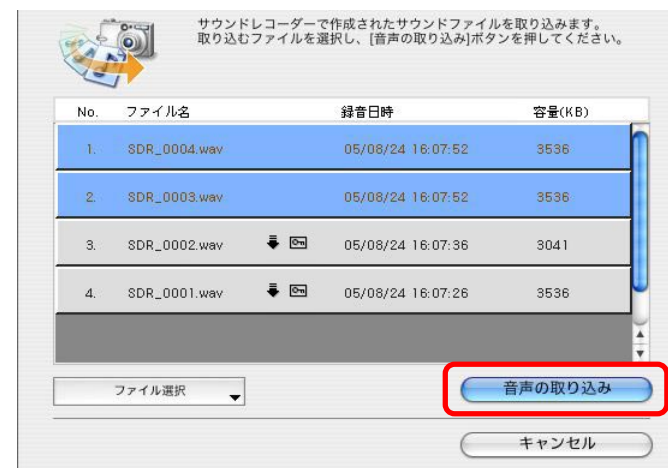 サウンドレコーダーで作成されたサウンドファイルを取り込みます。
取り込むファイルを選択し、[音声の取り込み]ボタンを押してください。
No. ファイル名 録音日時 容量(KB)
1. SDR_0004.wav 05/08/24 16:07:52 3536
2. SDR_0003.wav 05/08/24 16:07:52 3536
3. SDR_0002.wav 05/08/24 16:07:36 3041
4. SDR_0001.wav 05/08/24 16:07:26 3536
ファイル選択 音声の取り込み
キャンセル